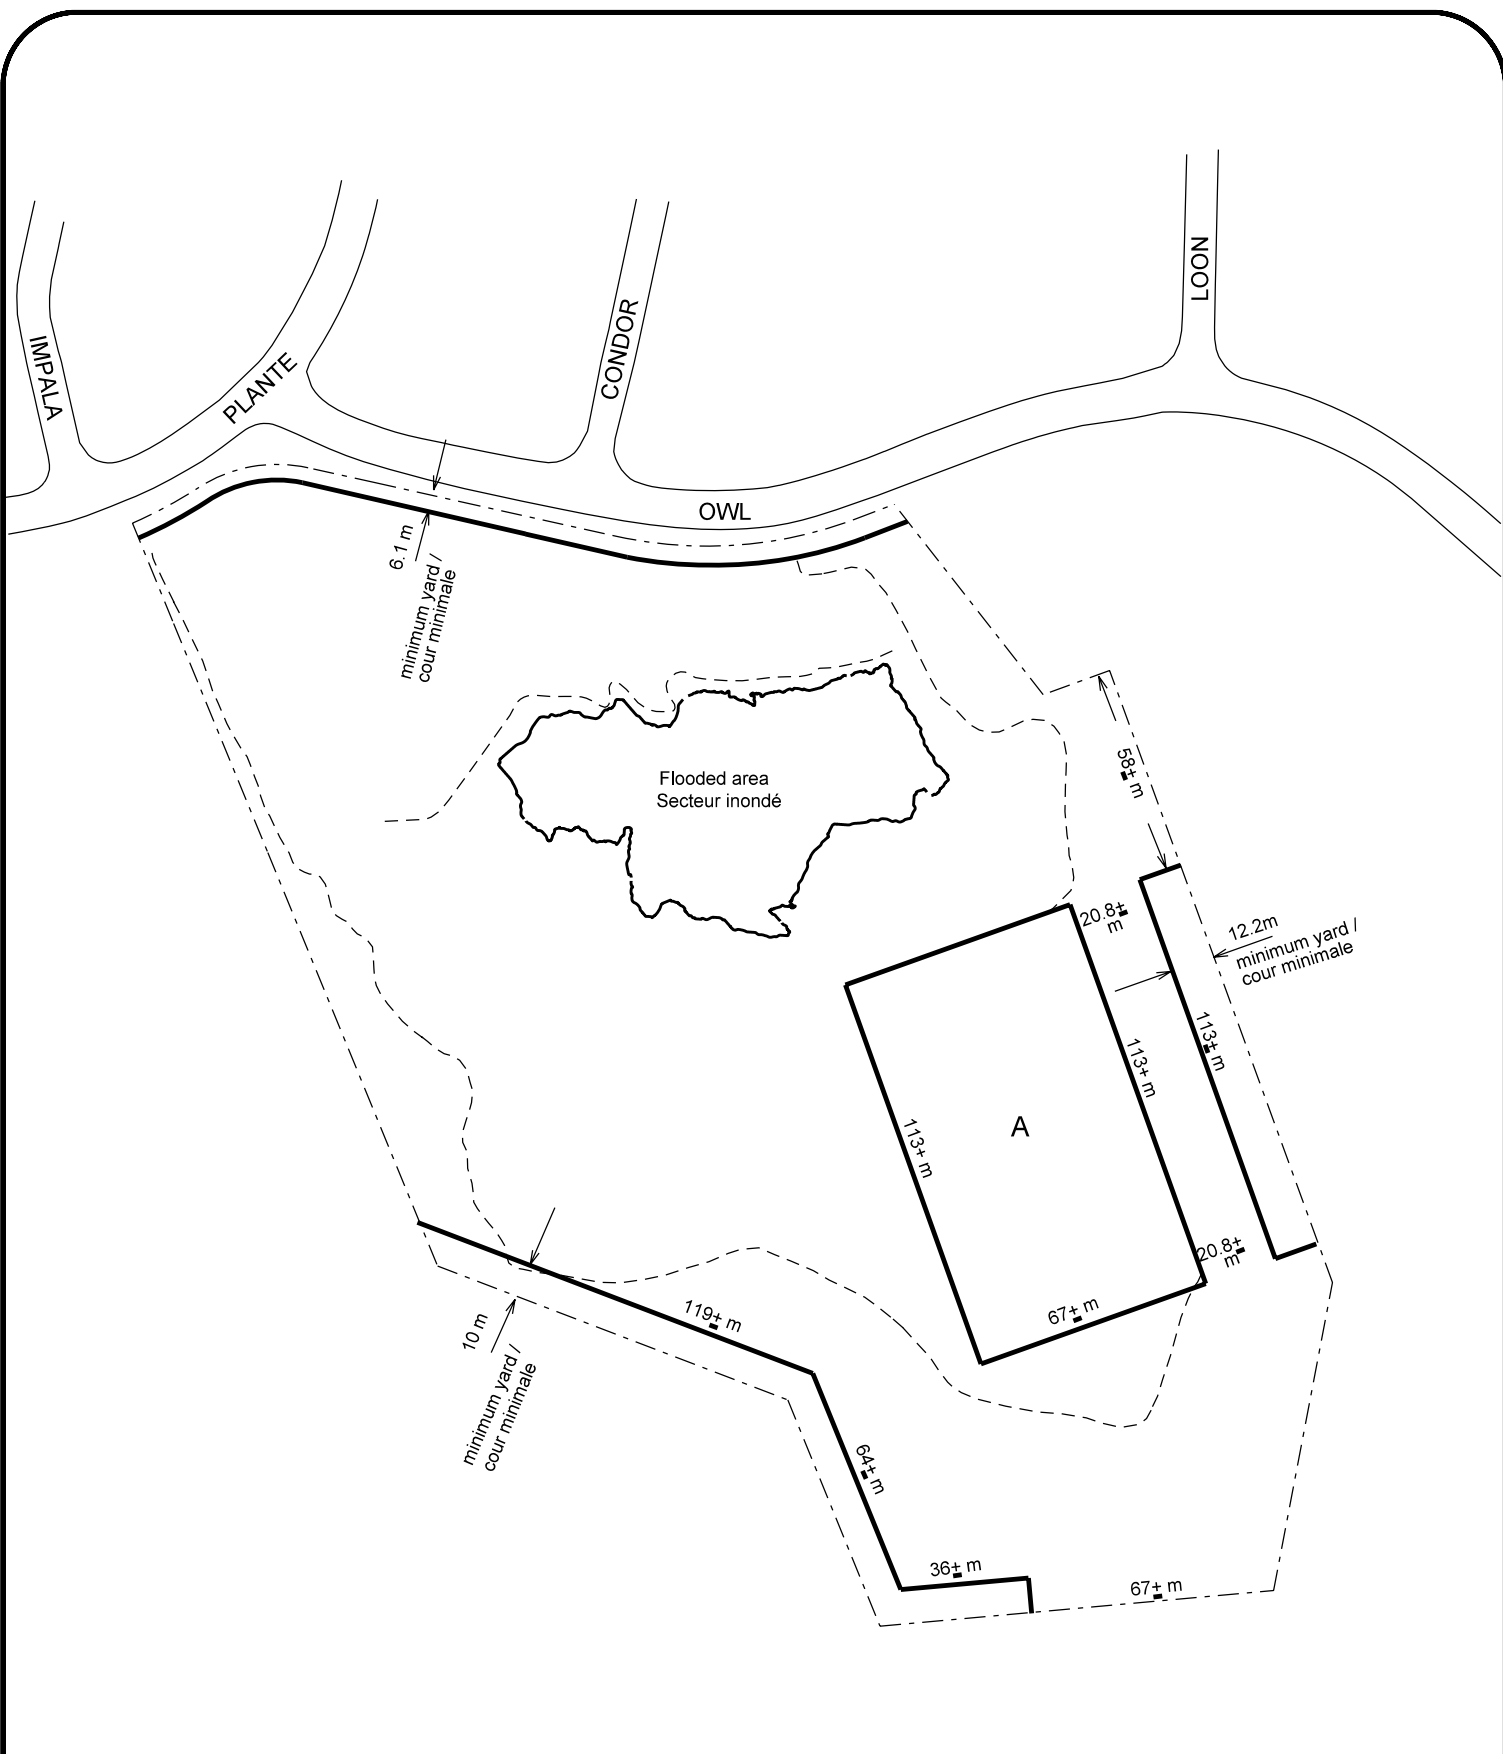 LOON
CONDOR
IMPALA
PLANTE
OWL
6.1 m
minimum yard /
cour minimale
Flooded area
Secteur inondé
58± m
20.8±
m
12.2m
minimum yard /
cour minimale
113± m
113+ m
113+ m
A
20.8±
m
67± m
119± m
10 m
minimum yard /
cour minimale
64± m
36± m
67± m